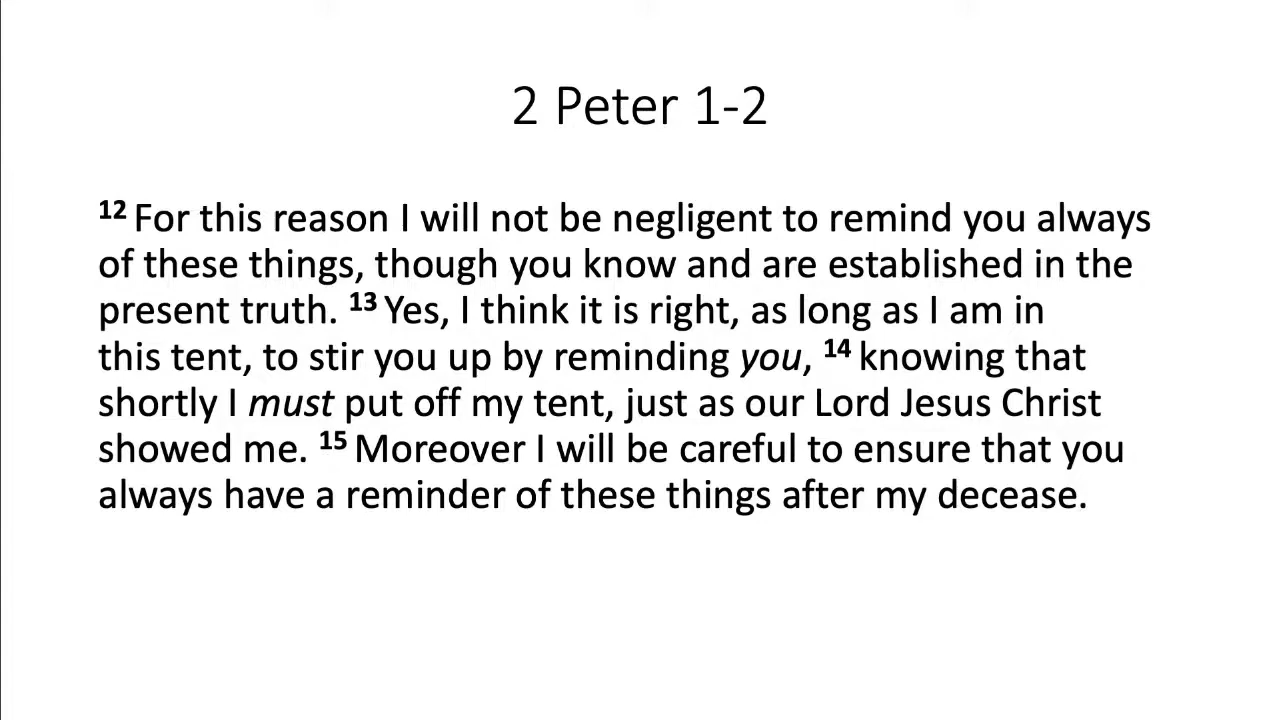 2 Peter 1-2
12 For this reason I will not be negligent to remind you always
of these things, though you know and are established in the
present truth. 13 Yes, I think it is right, as long as I am in
this tent, to stir you up by reminding you, 14 knowing that
shortly I must put off my tent, just as our Lord Jesus Christ
showed me. 15 Moreover I will be careful to ensure that you
always have a reminder of these things after my decease.